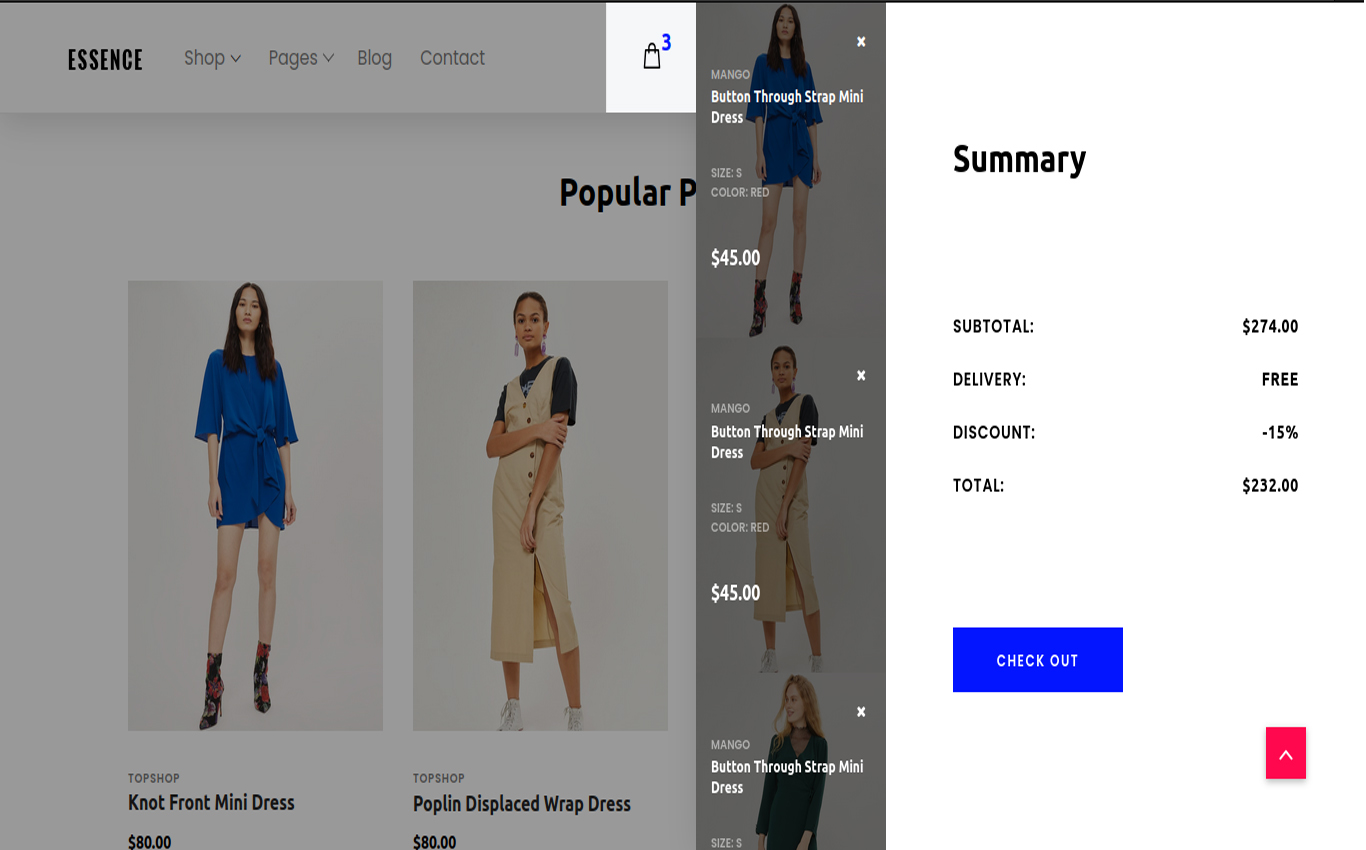 ESSENCE
Shop
Pages
Blog
Contact
3
Popular P
TOPSHOP
Knot Front Mini Dress
$80.00
TOPSHOP
Poplin Displaced Wrap Dress
$80.00
×
MANGO
Button Through Strap Mini
Dress
SIZE: S
COLOR: RED
$45.00
×
MANGO
Button Through Strap Mini
Dress
SIZE: S
COLOR: RED
$45.00
×
MANGO
Button Through Strap Mini
Dress
SIZE: S
Summary
SUBTOTAL: $274.00
DELIVERY: FREE
DISCOUNT: -15%
TOTAL: $232.00
CHECK OUT